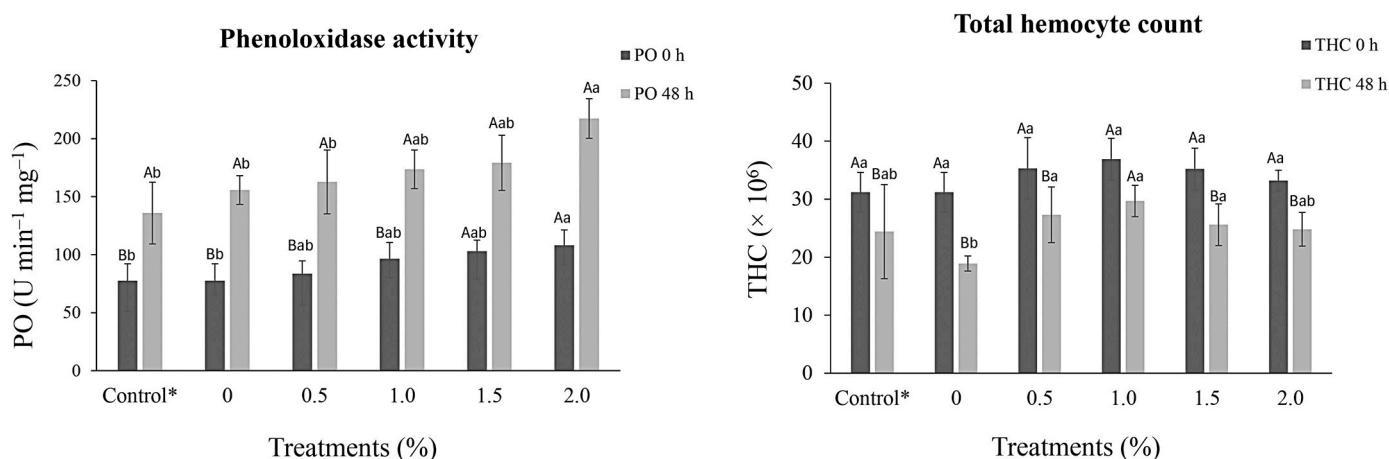 Phenoloxidase activity
PO 0 h
PO 48 h
PO (U min⁻¹ mg⁻¹)
250
200
150
100
50
0
Bb Ab Bb Ab Bab Ab Bab Aab Aab Aab Aa Aa
Control* 0 0.5 1.0 1.5 2.0
Treatments (%)
Total hemocyte count
THC 0 h
THC 48 h
THC (× 10⁶)
50
40
30
20
10
0
Aa Bab Aa Bb Aa Ba Aa Aa Aa Ba Aa Bab
Control* 0 0.5 1.0 1.5 2.0
Treatments (%)